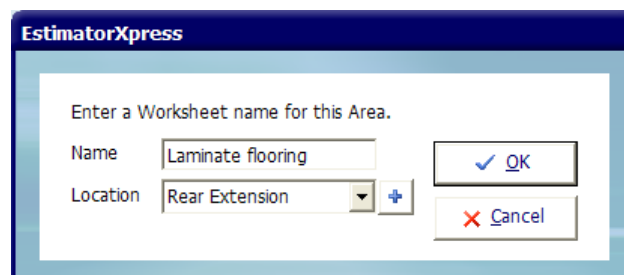 EstimatorXpress
Enter a Worksheet name for this Area.
Name Laminate flooring
OK
Location Rear Extension
Cancel